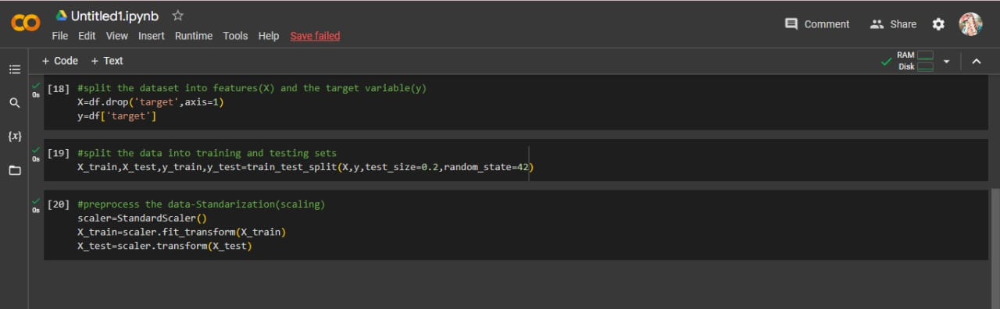 Untitled1.ipynb
File Edit View Insert Runtime Tools Help Save failed
Comment Share
+ Code + Text
RAM
Disk
0s
[18] #split the dataset into features(X) and the target variable(y)
X=df.drop('target',axis=1)
y=df['target']
0s
[19] #split the data into training and testing sets
X_train,X_test,y_train,y_test=train_test_split(X,y,test_size=0.2,random_state=42)
{x}
0s
[20] #preprocess the data-Standarization(scaling)
scaler=StandardScaler()
X_train=scaler.fit_transform(X_train)
X_test=scaler.transform(X_test)